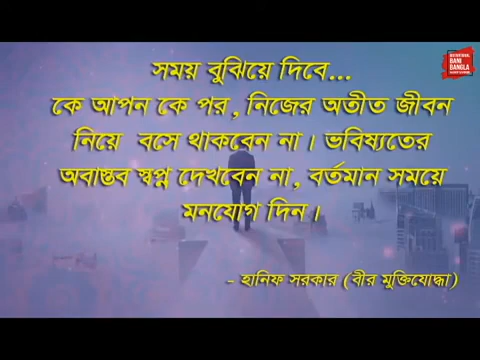 সময় বুঝিয়ে দিবে...
কে আপন কে পর, নিজের অতীত জীবন
নিয়ে বসে থাকবেন না। ভবিষ্যতের
অবাস্তব স্বপ্ন দেখবেন না, বর্তমান সময়ে
মনযোগ দিন।
- হানিফ সরকার (বীর মুক্তিযোদ্ধা)
BANI
BANGLA